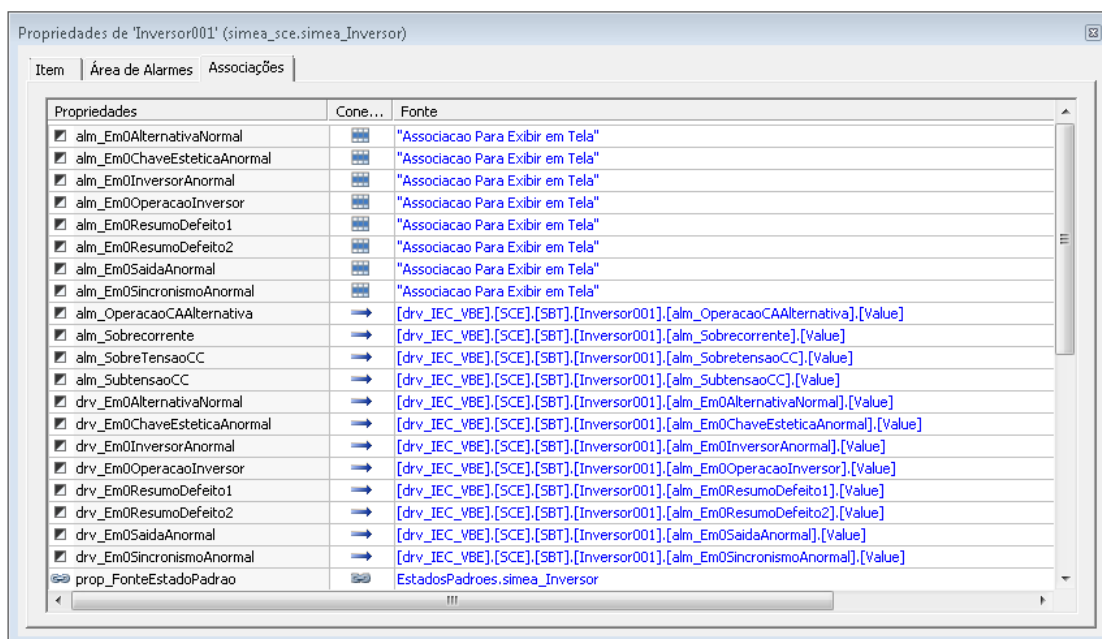 Propriedades de 'Inversor001' (simea_sce.simea_Inversor)
Item Área de Alarmes Associações
Propriedades Cone... Fonte
alm_Em0AlternativaNormal "Associacao Para Exibir em Tela"
alm_Em0ChaveEsteticaAnormal "Associacao Para Exibir em Tela"
alm_Em0InversorAnormal "Associacao Para Exibir em Tela"
alm_Em0OperacaoInversor "Associacao Para Exibir em Tela"
alm_Em0ResumoDefeito1 "Associacao Para Exibir em Tela"
alm_Em0ResumoDefeito2 "Associacao Para Exibir em Tela"
alm_Em0SaidaAnormal "Associacao Para Exibir em Tela"
alm_Em0SincronismoAnormal "Associacao Para Exibir em Tela"
alm_OperacaoCAAlternativa [drv_IEC_VBE].[SCE].[SBT].[Inversor001].[alm_OperacaoCAAlternativa].[Value]
alm_Sobrecorrente [drv_IEC_VBE].[SCE].[SBT].[Inversor001].[alm_Sobrecorrente].[Value]
alm_SobreTensaoCC [drv_IEC_VBE].[SCE].[SBT].[Inversor001].[alm_SobretensaoCC].[Value]
alm_SubtensaoCC [drv_IEC_VBE].[SCE].[SBT].[Inversor001].[alm_SubtensaoCC].[Value]
drv_Em0AlternativaNormal [drv_IEC_VBE].[SCE].[SBT].[Inversor001].[alm_Em0AlternativaNormal].[Value]
drv_Em0ChaveEsteticaAnormal [drv_IEC_VBE].[SCE].[SBT].[Inversor001].[alm_Em0ChaveEsteticaAnormal].[Value]
drv_Em0InversorAnormal [drv_IEC_VBE].[SCE].[SBT].[Inversor001].[alm_Em0InversorAnormal].[Value]
drv_Em0OperacaoInversor [drv_IEC_VBE].[SCE].[SBT].[Inversor001].[alm_Em0OperacaoInversor].[Value]
drv_Em0ResumoDefeito1 [drv_IEC_VBE].[SCE].[SBT].[Inversor001].[alm_Em0ResumoDefeito1].[Value]
drv_Em0ResumoDefeito2 [drv_IEC_VBE].[SCE].[SBT].[Inversor001].[alm_Em0ResumoDefeito2].[Value]
drv_Em0SaidaAnormal [drv_IEC_VBE].[SCE].[SBT].[Inversor001].[alm_Em0SaidaAnormal].[Value]
drv_Em0SincronismoAnormal [drv_IEC_VBE].[SCE].[SBT].[Inversor001].[alm_Em0SincronismoAnormal].[Value]
prop_FonteEstadoPadrao EstadosPadroes.simea_Inversor